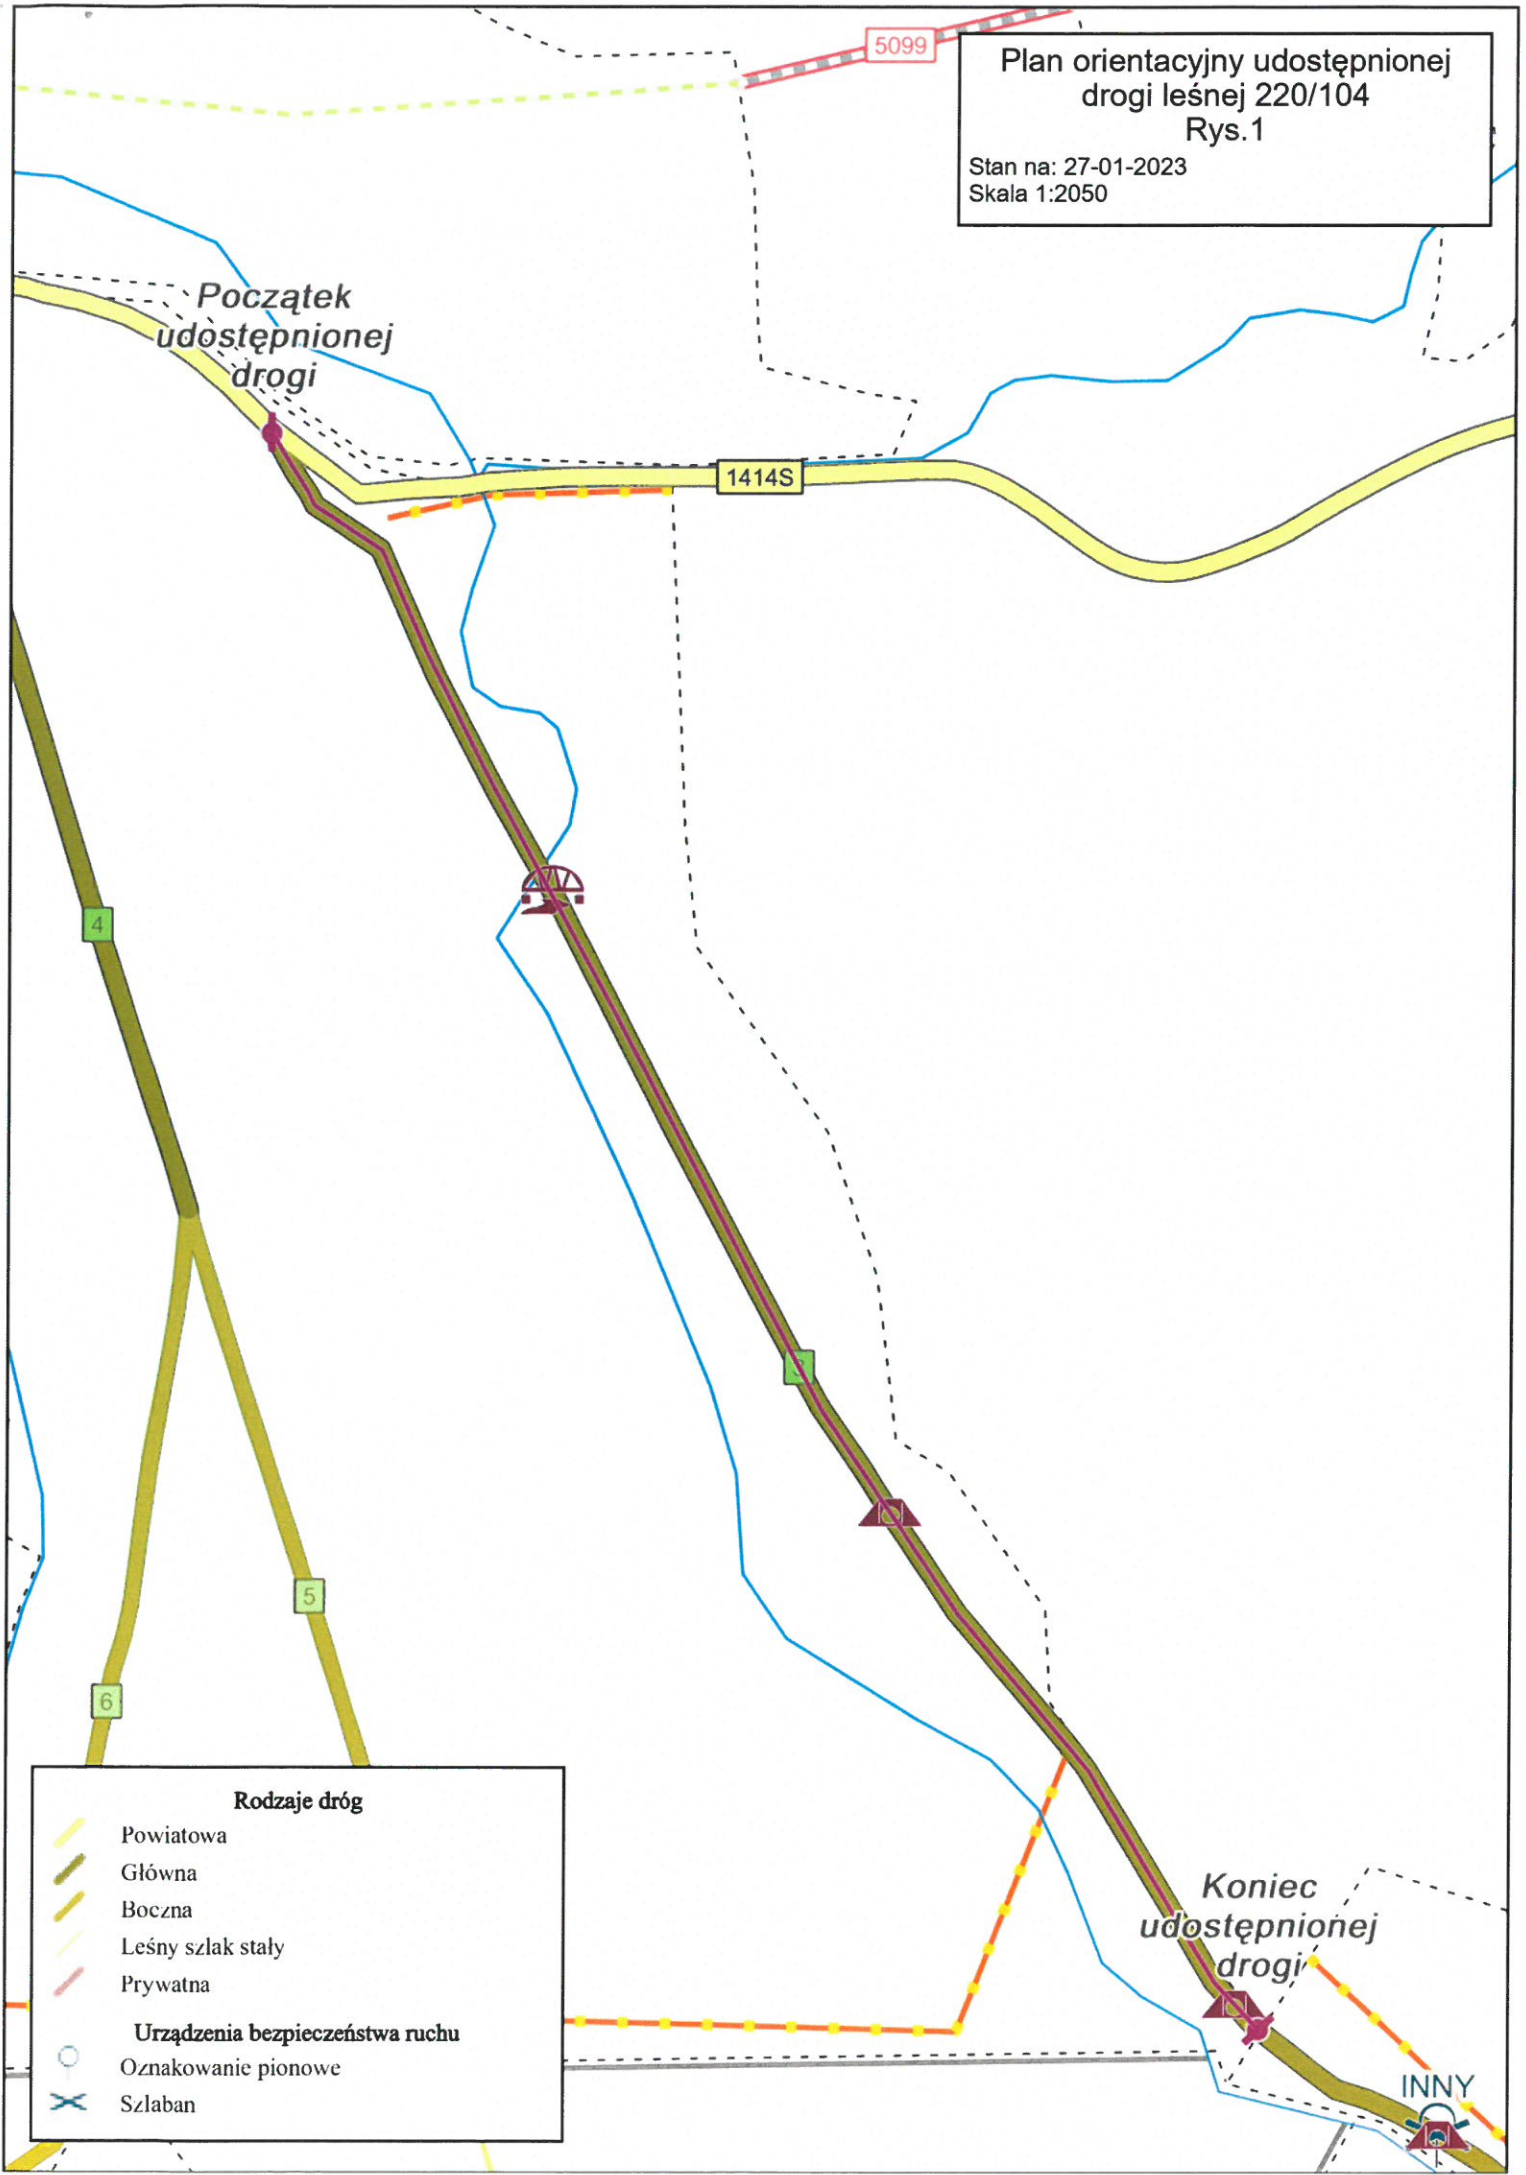 5099
Plan orientacyjny udostępnionej
drogi leśnej 220/104
Rys.1
Stan na: 27-01-2023
Skala 1:2050
Początek
udostępnionej
drogi
1414S
4
5
6
Rodzaje dróg
Powiatowa
Główna
Boczna
Leśny szlak stały
Prywatna
Urządzenia bezpieczeństwa ruchu
Oznakowanie pionowe
Szlaban
Koniec
udostępnionej
drogi
INNY